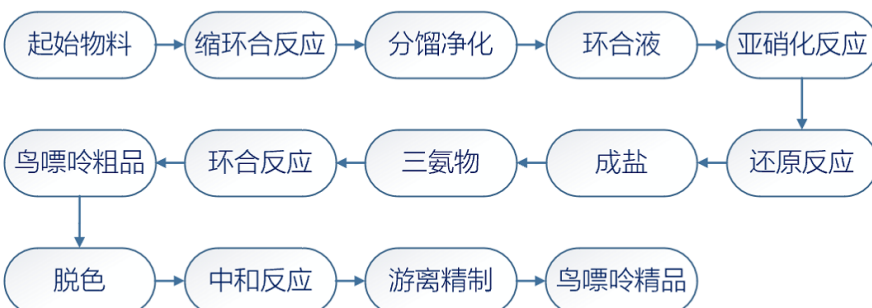 起始物料
缩环合反应
分馏净化
环合液
亚硝化反应
还原反应
成盐
三氨物
环合反应
鸟嘌呤粗品
脱色
中和反应
游离精制
鸟嘌呤精品